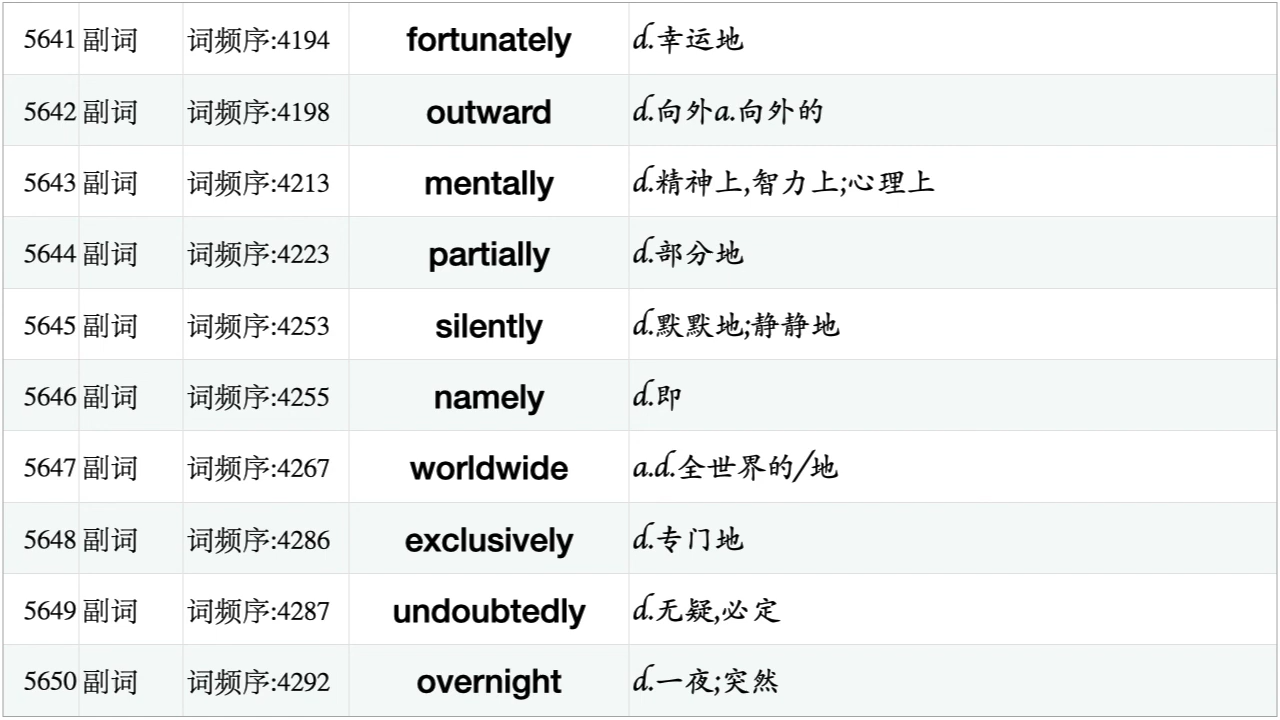 5641 副词 词频序:4194 fortunately d.幸运地
5642 副词 词频序:4198 outward d.向外a.向外的
5643 副词 词频序:4213 mentally d.精神上,智力上;心理上
5644 副词 词频序:4223 partially d.部分地
5645 副词 词频序:4253 silently d.默默地;静静地
5646 副词 词频序:4255 namely d.即
5647 副词 词频序:4267 worldwide a.d.全世界的/地
5648 副词 词频序:4286 exclusively d.专门地
5649 副词 词频序:4287 undoubtedly d.无疑,必定
5650 副词 词频序:4292 overnight d.一夜;突然